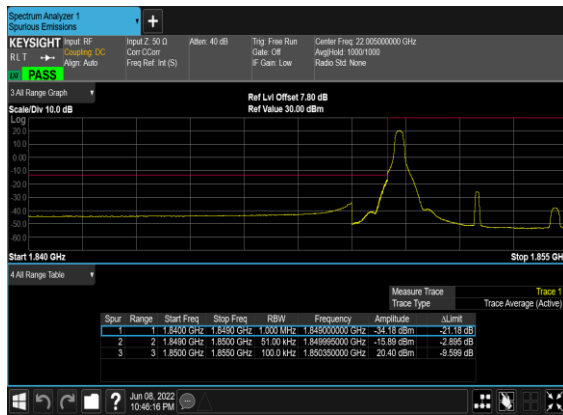 Spectrum Analyzer 1
Spurious Emissions
KEYSIGHT Input: RF Input Z: 50 Ω Atten: 40 dB Trig: Free Run Center Freq: 22.005000000 GHz
Coupling: DC Corr CCorr Gate: Off Avg|Hold: 1000/1000
RLT Align: Auto Freq Ref: Int (S) IF Gain: Low Radio Std: None
PASS
3 All Range Graph
Ref Lvl Offset 7.80 dB
Scale/Div 10.0 dB Ref Value 30.00 dBm
Log
20.0
10.0
0.00
-10.0
-20.0
-30.0
-40.0
-50.0
-60.0
Start 1.840 GHz Stop 1.855 GH
4 All Range Table
Measure Trace Trace 1
Trace Type Trace Average (Active)
Spur Range Start Freq Stop Freq RBW Frequency Amplitude ΔLimit
1 1 1.8400 GHz 1.8490 GHz 1.000 MHz 1.849000000 GHz -34.18 dBm -21.18 dB
2 2 1.8490 GHz 1.8500 GHz 51.00 kHz 1.849995000 GHz -15.89 dBm -2.895 dB
3 3 1.8500 GHz 1.8550 GHz 100.0 kHz 1.850350000 GHz 20.40 dBm -9.599 dB
Jun 08, 2022
10:46:16 PM